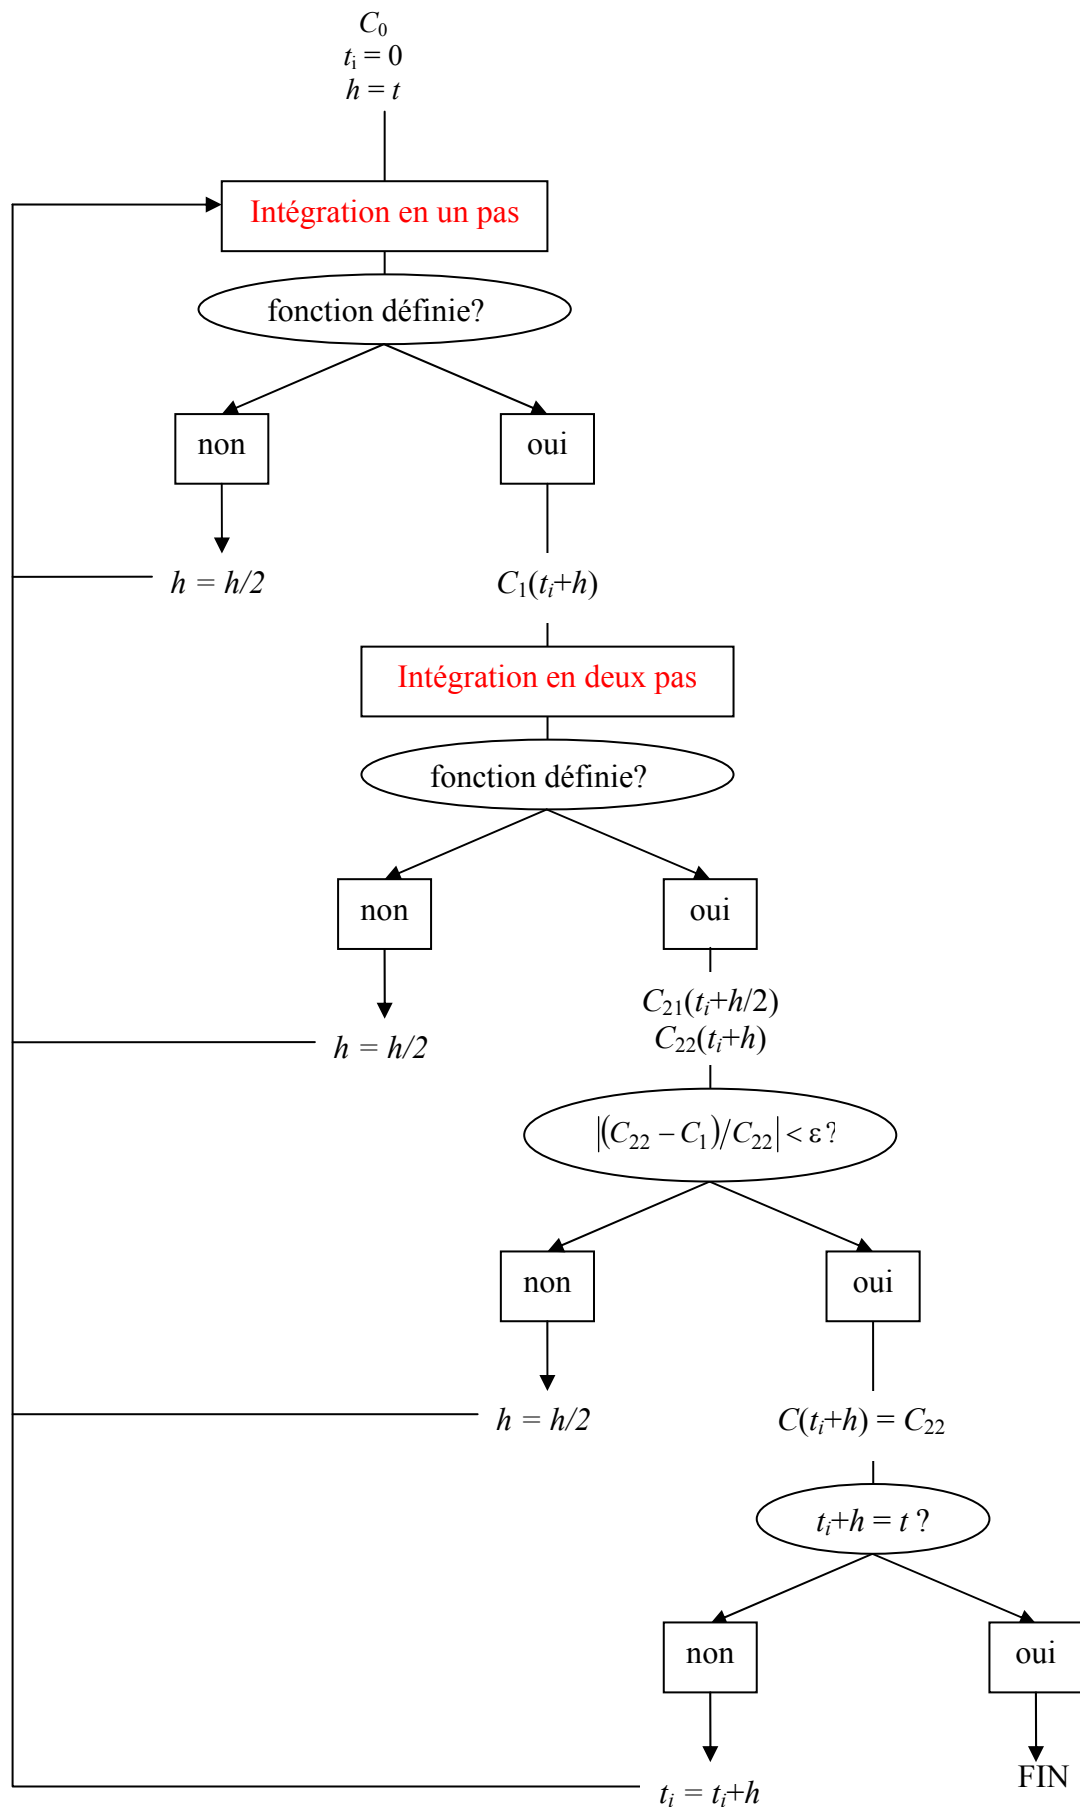 C₀
tᵢ = 0
h = t
Intégration en un pas
fonction définie?
non
oui
h = h/2
C₁(tᵢ+h)
Intégration en deux pas
fonction définie?
non
oui
C₂₁(tᵢ+h/2)
h = h/2
C₂₂(tᵢ+h)
|(C₂₂ − C₁)/C₂₂| < ε ?
non
oui
h = h/2
C(tᵢ+h) = C₂₂
tᵢ+h = t ?
non
oui
tᵢ = tᵢ+h
FIN